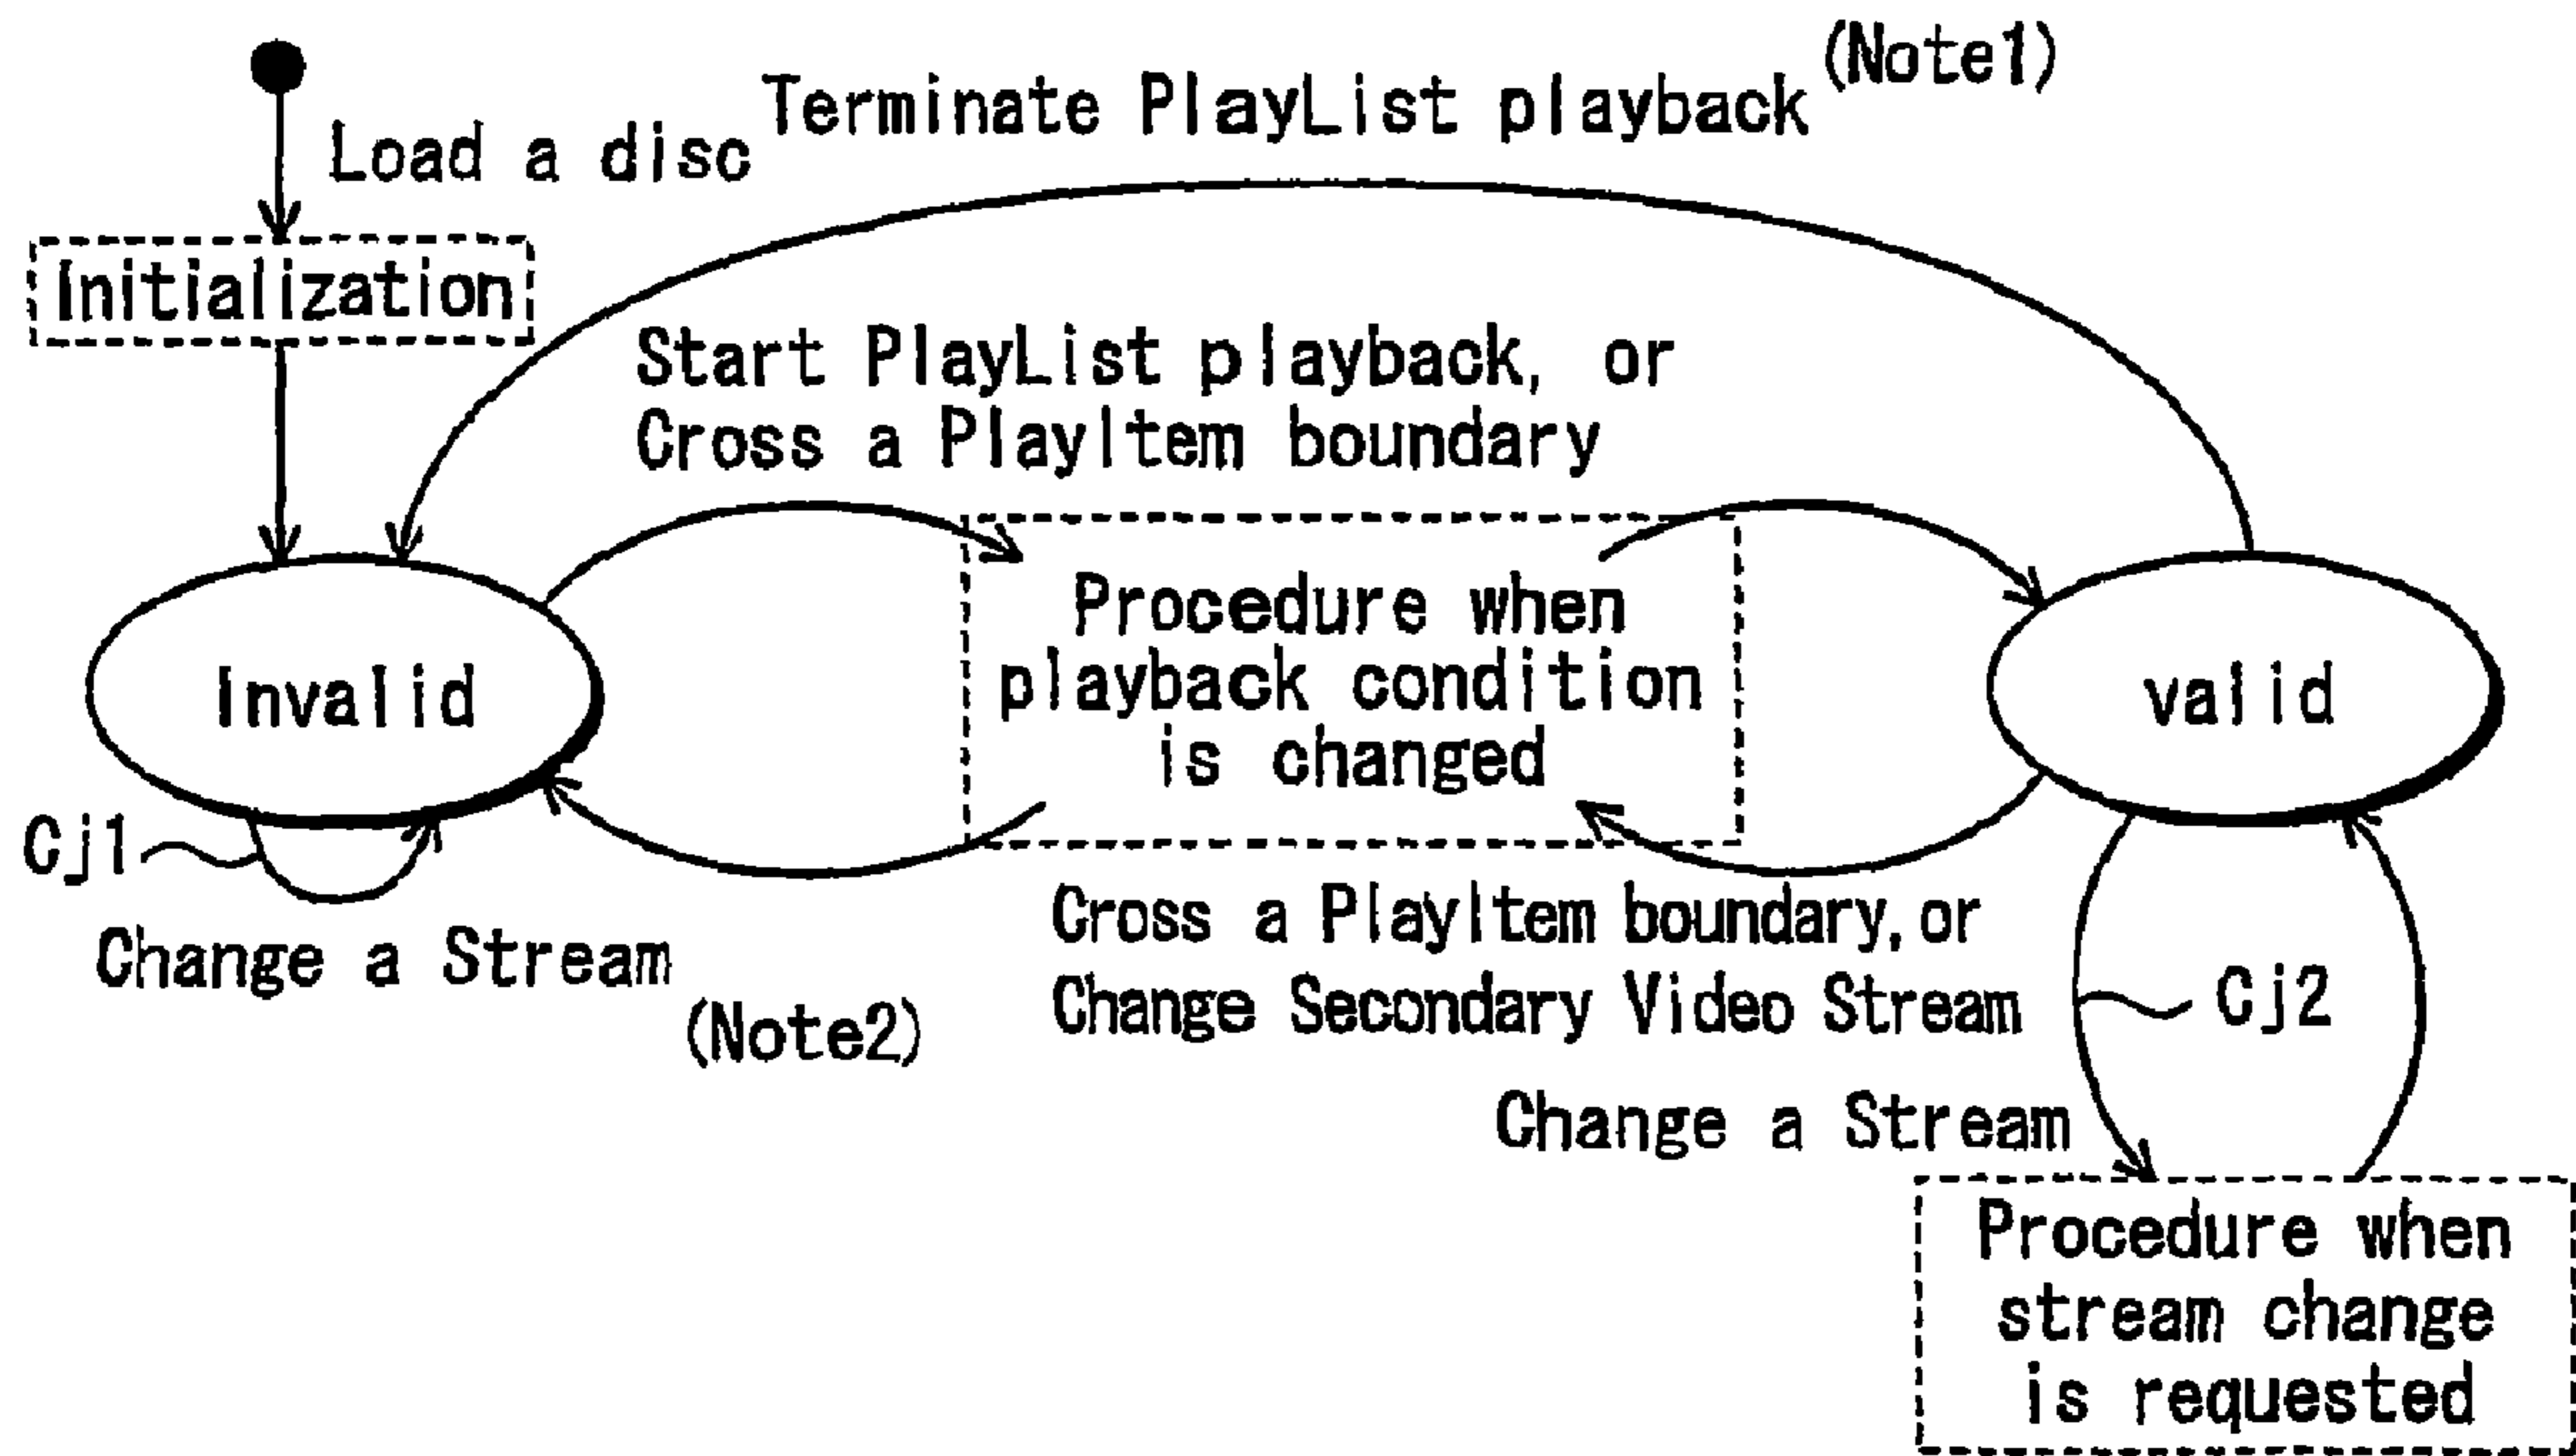 (Note1)
Terminate PlayList playback
Load a disc
Initialization
Start PlayList playback, or
Cross a PlayItem boundary
Procedure when
playback condition
is changed
Invalid
valid
Cj1
Change a Stream
(Note2)
Cross a PlayItem boundary, or
Change Secondary Video Stream
Cj2
Change a Stream
Procedure when
stream change
is requested